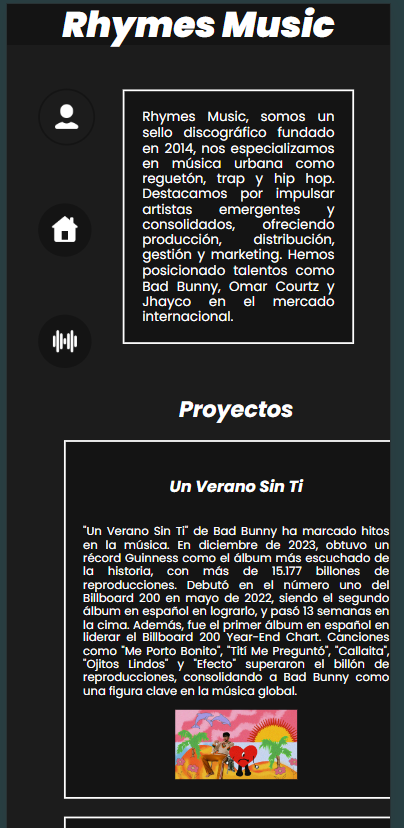 Rhymes Music
Rhymes Music, somos un
sello discográfico fundado
en 2014, nos especializamos
en música urbana como
reguetón, trap y hip hop.
Destacamos por impulsar
artistas emergentes y
consolidados, ofreciendo
producción, distribución,
gestión y marketing. Hemos
posicionado talentos como
Bad Bunny, Omar Courtz y
Jhayco en el mercado
internacional.
Proyectos
Un Verano Sin Ti
"Un Verano Sin Ti" de Bad Bunny ha marcado hitos
en la música. En diciembre de 2023, obtuvo un
récord Guinness como el álbum más escuchado de
la historia, con más de 15.177 billones de
reproducciones. Debutó en el número uno del
Billboard 200 en mayo de 2022, siendo el segundo
álbum en español en lograrlo, y pasó 13 semanas en
la cima. Además, fue el primer álbum en español en
liderar el Billboard 200 Year-End Chart. Canciones
como "Me Porto Bonito", "Tití Me Preguntó", "Callaita",
"Ojitos Lindos" y "Efecto" superaron el billón de
reproducciones, consolidando a Bad Bunny como
una figura clave en la música global.